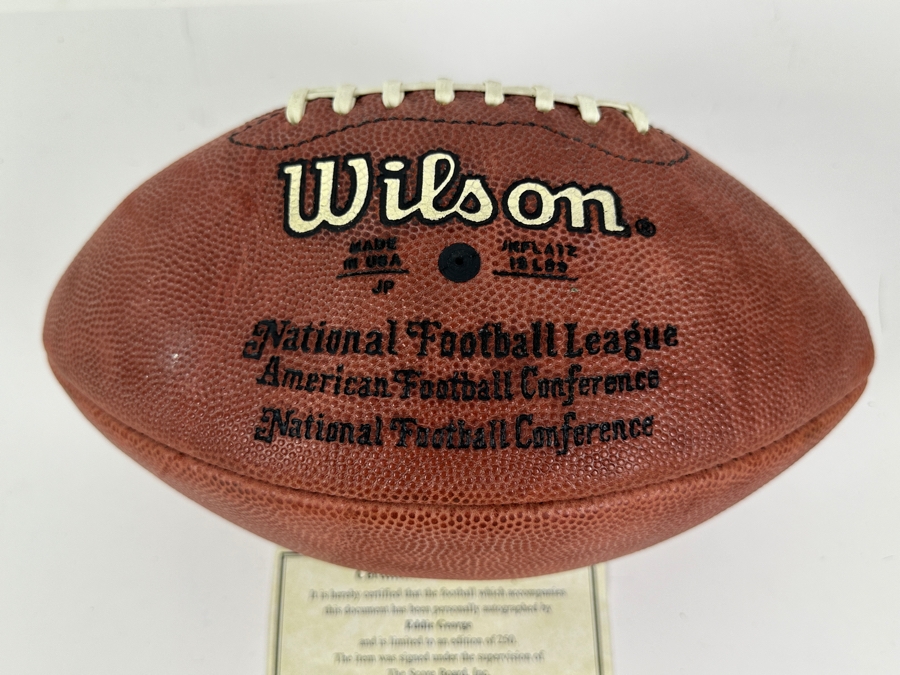 Wilson®
MADE IN USA
JP
13 LBS
National Football League
American Football Conference
National Football Conference
It is hereby certified that the football which accompanies
this document has been personally autographed by
Eddie George
and is limited to an edition of 250.
The item was signed under the supervision of
The Score Board, Inc.